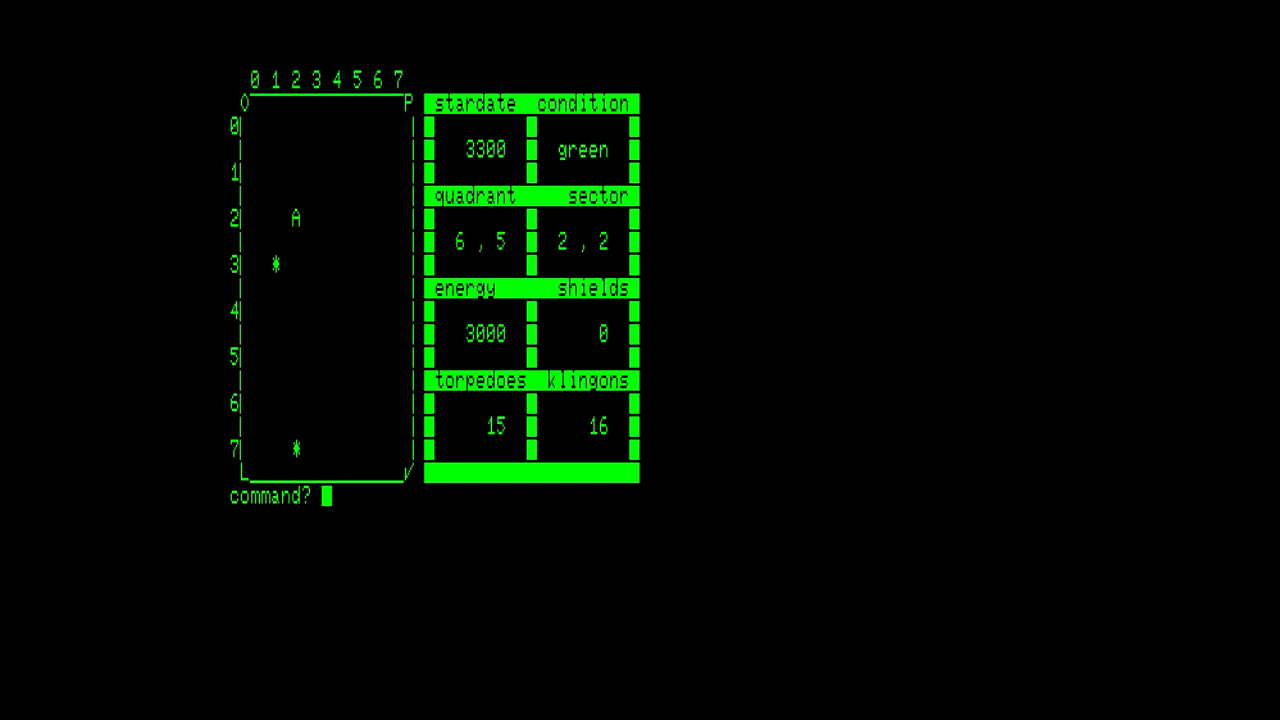 0 1 2 3 4 5 6 7
O P stardate condition
0
3300 green
1
quadrant sector
2 A
6 , 5 2 , 2
3 *
energy shields
4
3000 0
5
torpedoes klingons
6
15 16
7 *
command?